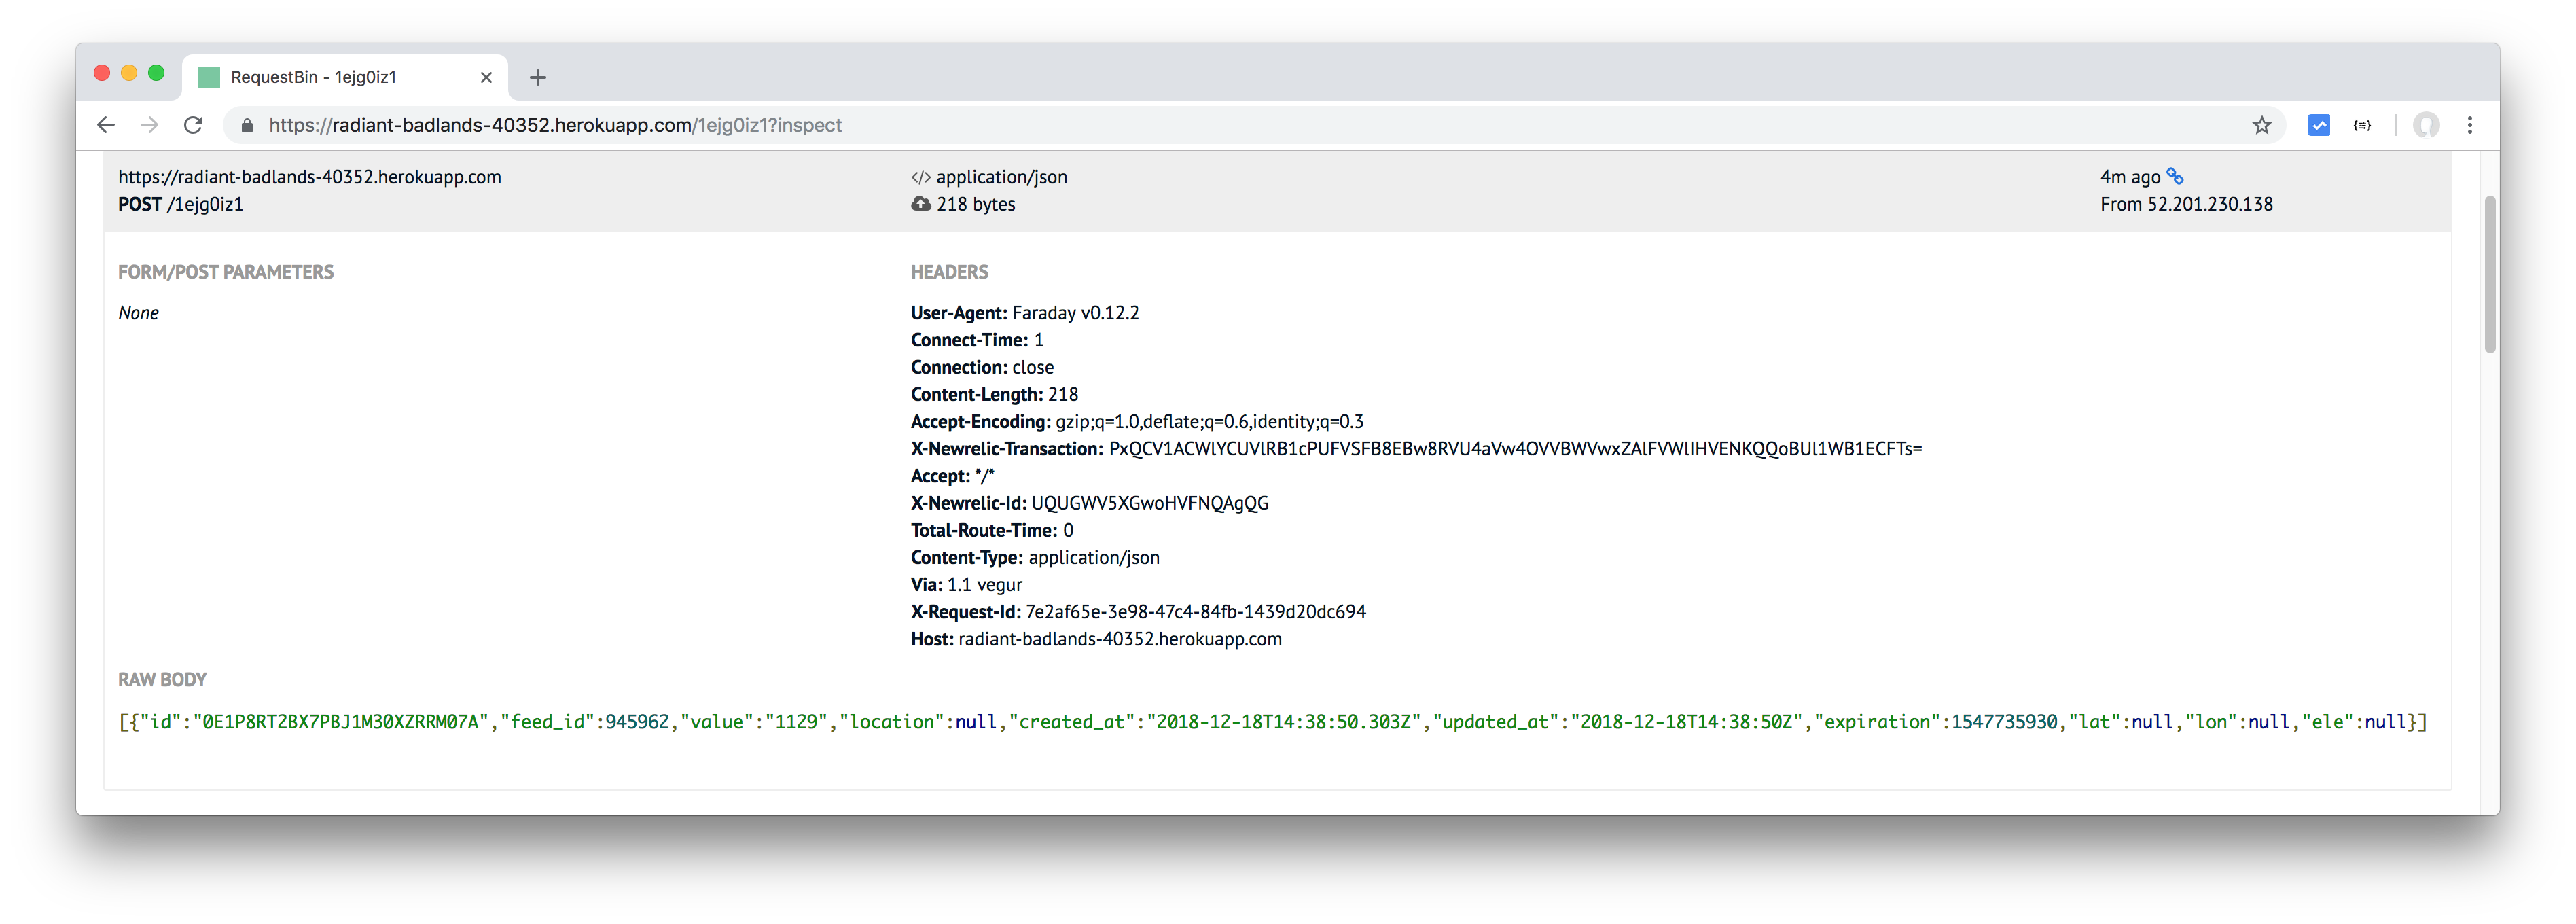 RequestBin - 1ejg0iz1
https://radiant-badlands-40352.herokuapp.com/1ejg0iz1?inspect
https://radiant-badlands-40352.herokuapp.com
POST /1ejg0iz1
</> application/json
218 bytes
4m ago
From 52.201.230.138
FORM/POST PARAMETERS
None
HEADERS
User-Agent: Faraday v0.12.2
Connect-Time: 1
Connection: close
Content-Length: 218
Accept-Encoding: gzip;q=1.0,deflate;q=0.6,identity;q=0.3
X-Newrelic-Transaction: PxQCV1ACWlYCUVlRB1cPUFVSFB8EBw8RVU4aVw4OVVBWVwxZAlFVWlIHVENKQQoBUl1WB1ECFTs=
Accept: */*
X-Newrelic-Id: UQUGWV5XGwoHVFNQAgQG
Total-Route-Time: 0
Content-Type: application/json
Via: 1.1 vegur
X-Request-Id: 7e2af65e-3e98-47c4-84fb-1439d20dc694
Host: radiant-badlands-40352.herokuapp.com
RAW BODY
[{"id":"0E1P8RT2BX7PBJ1M30XZRRM07A","feed_id":945962,"value":"1129","location":null,"created_at":"2018-12-18T14:38:50.303Z","updated_at":"2018-12-18T14:38:50Z","expiration":1547735930,"lat":null,"lon":null,"ele":null}]